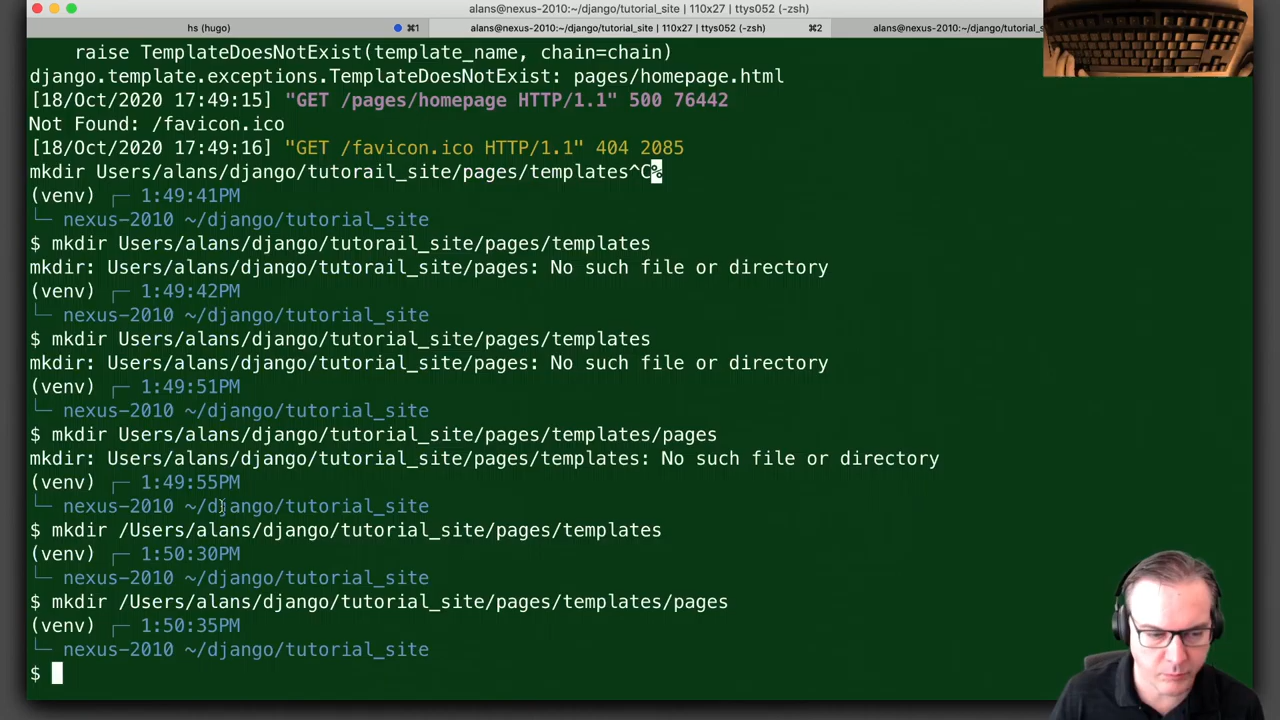 alans@nexus-2010:~/django/tutorial_site | 110x27 | ttys052 (-zsh)
hs (hugo) ⌘1 alans@nexus-2010:~/django/tutorial_site | 110x27 | ttys052 (-zsh) ⌘2 alans@nexus-2010:~/django/tutorial_s
raise TemplateDoesNotExist(template_name, chain=chain)
django.template.exceptions.TemplateDoesNotExist: pages/homepage.html
[18/Oct/2020 17:49:15] "GET /pages/homepage HTTP/1.1" 500 76442
Not Found: /favicon.ico
[18/Oct/2020 17:49:16] "GET /favicon.ico HTTP/1.1" 404 2085
mkdir Users/alans/django/tutorail_site/pages/templates^C%
(venv) ┌─ 1:49:41PM
└─ nexus-2010 ~/django/tutorial_site
$ mkdir Users/alans/django/tutorail_site/pages/templates
mkdir: Users/alans/django/tutorail_site/pages: No such file or directory
(venv) ┌─ 1:49:42PM
└─ nexus-2010 ~/django/tutorial_site
$ mkdir Users/alans/django/tutorial_site/pages/templates
mkdir: Users/alans/django/tutorial_site/pages: No such file or directory
(venv) ┌─ 1:49:51PM
└─ nexus-2010 ~/django/tutorial_site
$ mkdir Users/alans/django/tutorial_site/pages/templates/pages
mkdir: Users/alans/django/tutorial_site/pages/templates: No such file or directory
(venv) ┌─ 1:49:55PM
└─ nexus-2010 ~/django/tutorial_site
$ mkdir /Users/alans/django/tutorial_site/pages/templates
(venv) ┌─ 1:50:30PM
└─ nexus-2010 ~/django/tutorial_site
$ mkdir /Users/alans/django/tutorial_site/pages/templates/pages
(venv) ┌─ 1:50:35PM
└─ nexus-2010 ~/django/tutorial_site
$